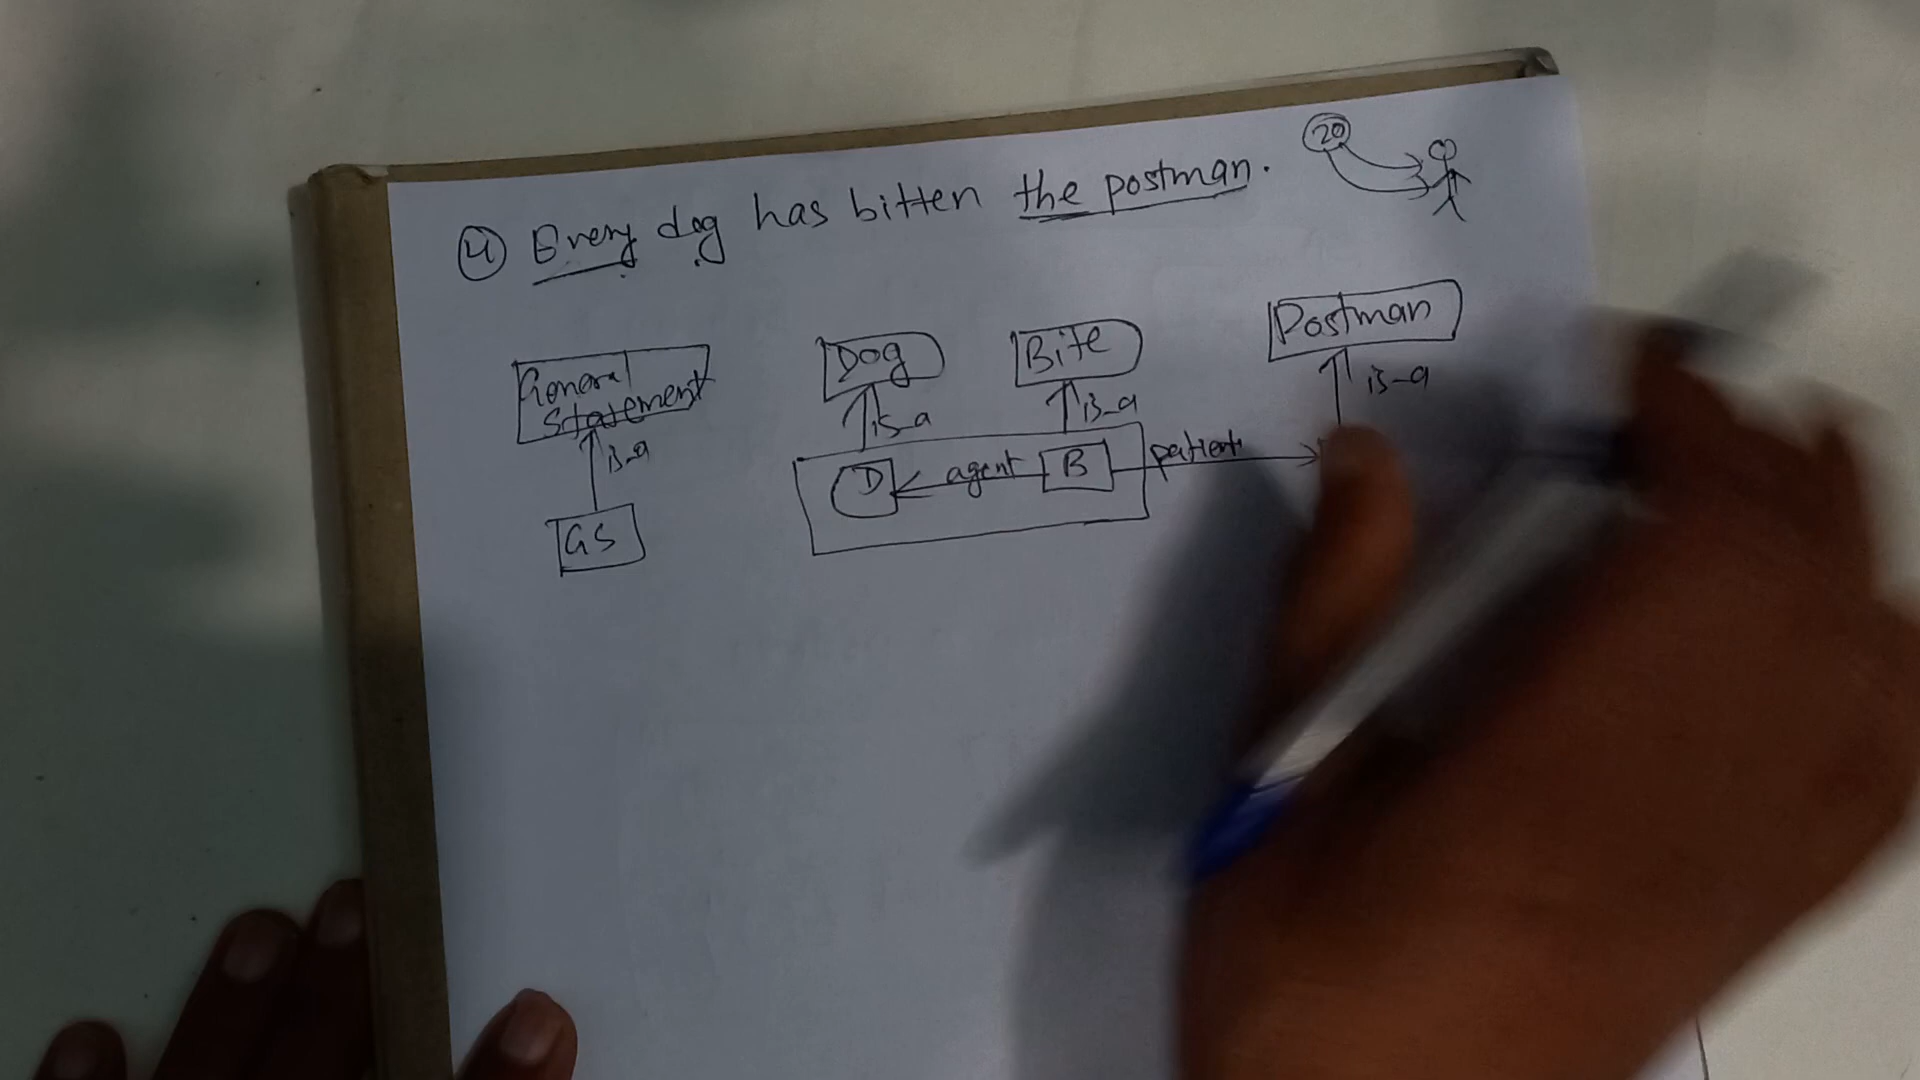 ④ Every dog has bitten the postman. 20
General Dog Bite Postman
Statement
is-a is-a is-a is-a
D agent B patient
GS